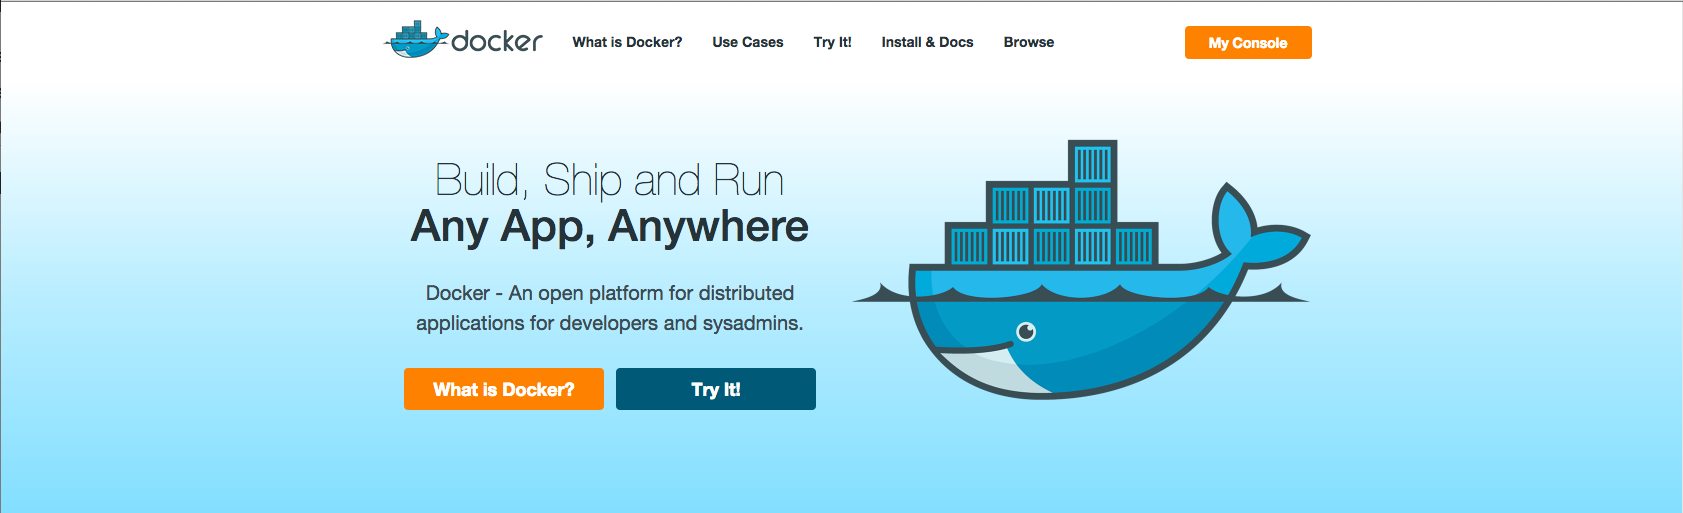 docker What is Docker? Use Cases Try It! Install & Docs Browse My Console
Build, Ship and Run
Any App, Anywhere
Docker - An open platform for distributed
applications for developers and sysadmins.
What is Docker? Try It!